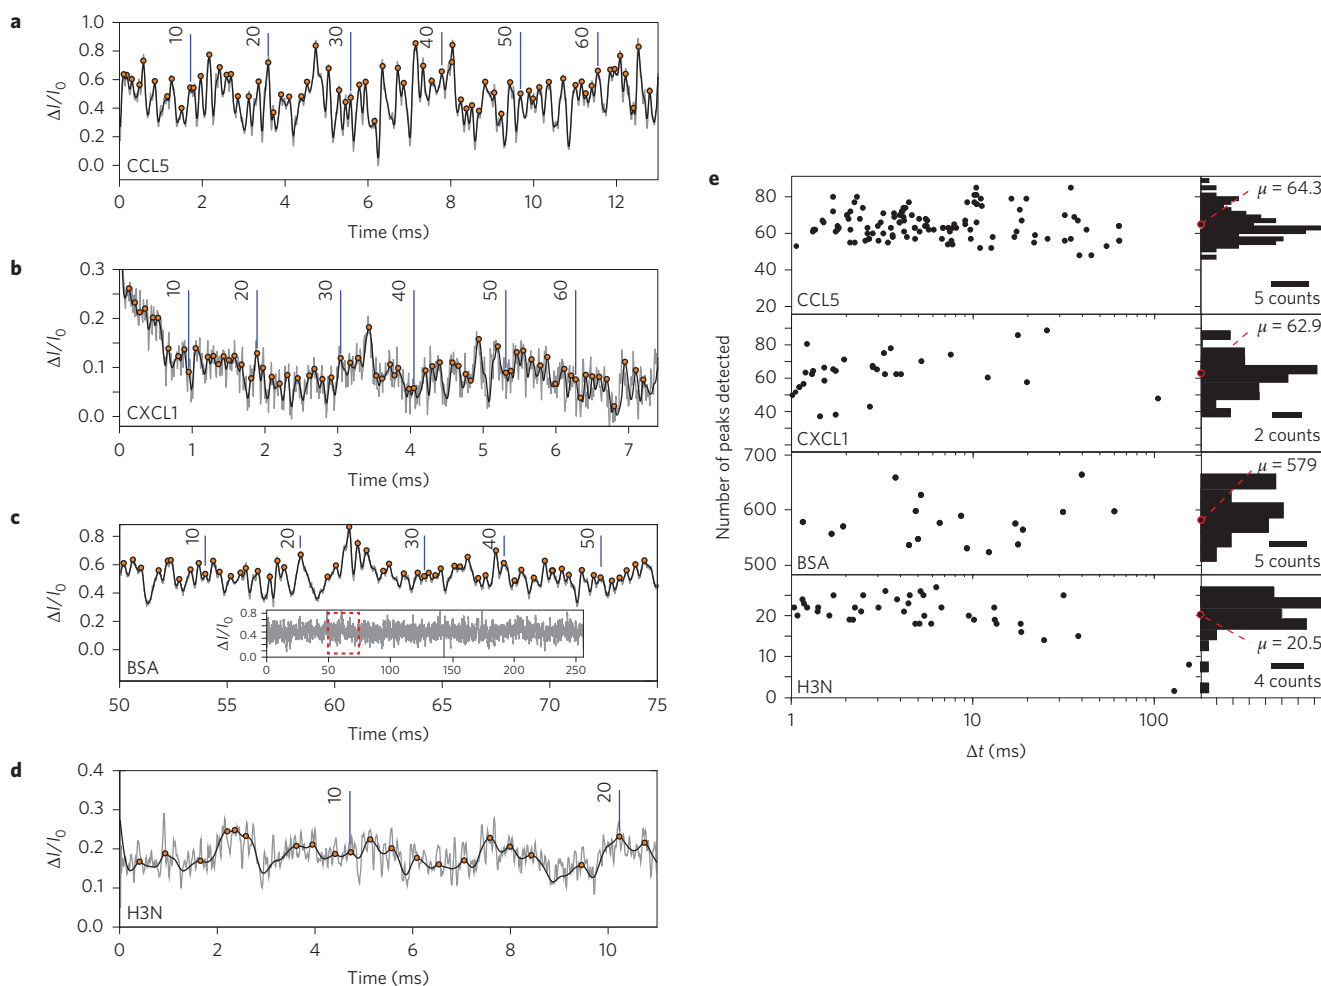 a
1.0
0.8
0.6
0.4
0.2
0.0
ΔI/I0
10
20
30
40
50
60
CCL5
0
2
4
6
8
10
12
Time (ms)
b
0.3
0.2
0.1
0.0
ΔI/I0
10
20
30
40
50
60
CXCL1
0
1
2
3
4
5
6
7
Time (ms)
c
0.8
0.6
0.4
0.2
0.0
ΔI/I0
10
20
30
40
50
0.8
0.4
0.0
ΔI/I0
0
50
100
150
200
250
BSA
50
55
60
65
70
75
Time (ms)
d
0.4
0.3
0.2
0.1
0.0
ΔI/I0
10
20
H3N
0
2
4
6
8
10
Time (ms)
e
Number of peaks detected
80
60
40
20
CCL5
μ = 64.3
5 counts
80
60
40
CXCL1
μ = 62.9
2 counts
700
600
500
BSA
μ = 579
5 counts
20
10
0
H3N
μ = 20.5
4 counts
1
10
100
Δt (ms)